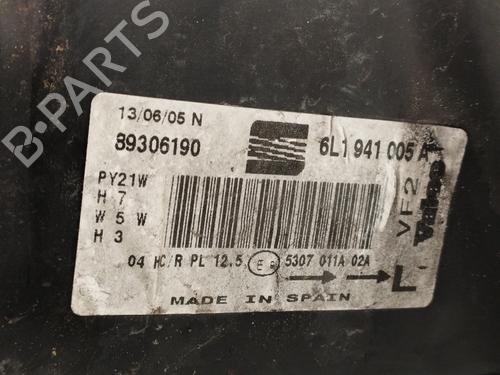 B-PARTS
13/06/05 N
89306190
6L1 941 005 A
PY21W
H 7
W 5 W
H 3
VF2
Valeo
04 HC/R PL 12.5
5307 011A 02A
L
MADE IN SPAIN